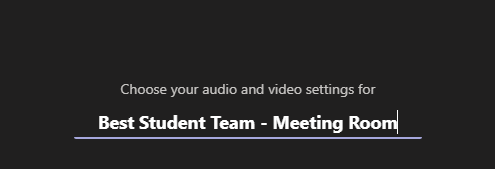 Choose your audio and video settings for
Best Student Team - Meeting Room